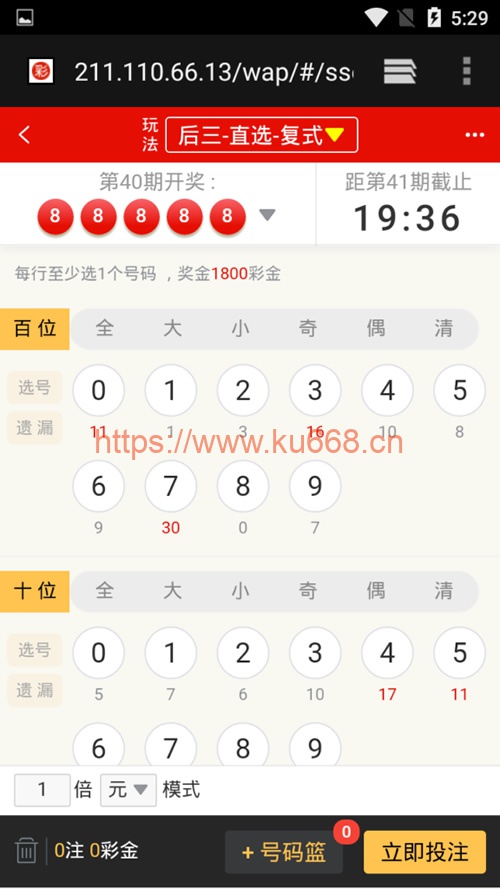 5:29
彩
211.110.66.13/wap/#/sso
玩法
后三-直选-复式
第40期开奖:
8 8 8 8 8
距第41期截止
19:36
每行至少选1个号码 ，奖金1800彩金
百位 全 大 小 奇 偶 清
选号 0 1 2 3 4 5
遗漏 11 1 3 16 10 8
https://www.ku668.cn
6 7 8 9
9 30 0 7
十位 全 大 小 奇 偶 清
选号 0 1 2 3 4 5
遗漏 5 7 6 10 17 11
6 7 8 9
1 倍 元 模式
0注 0彩金 + 号码篮 0 立即投注